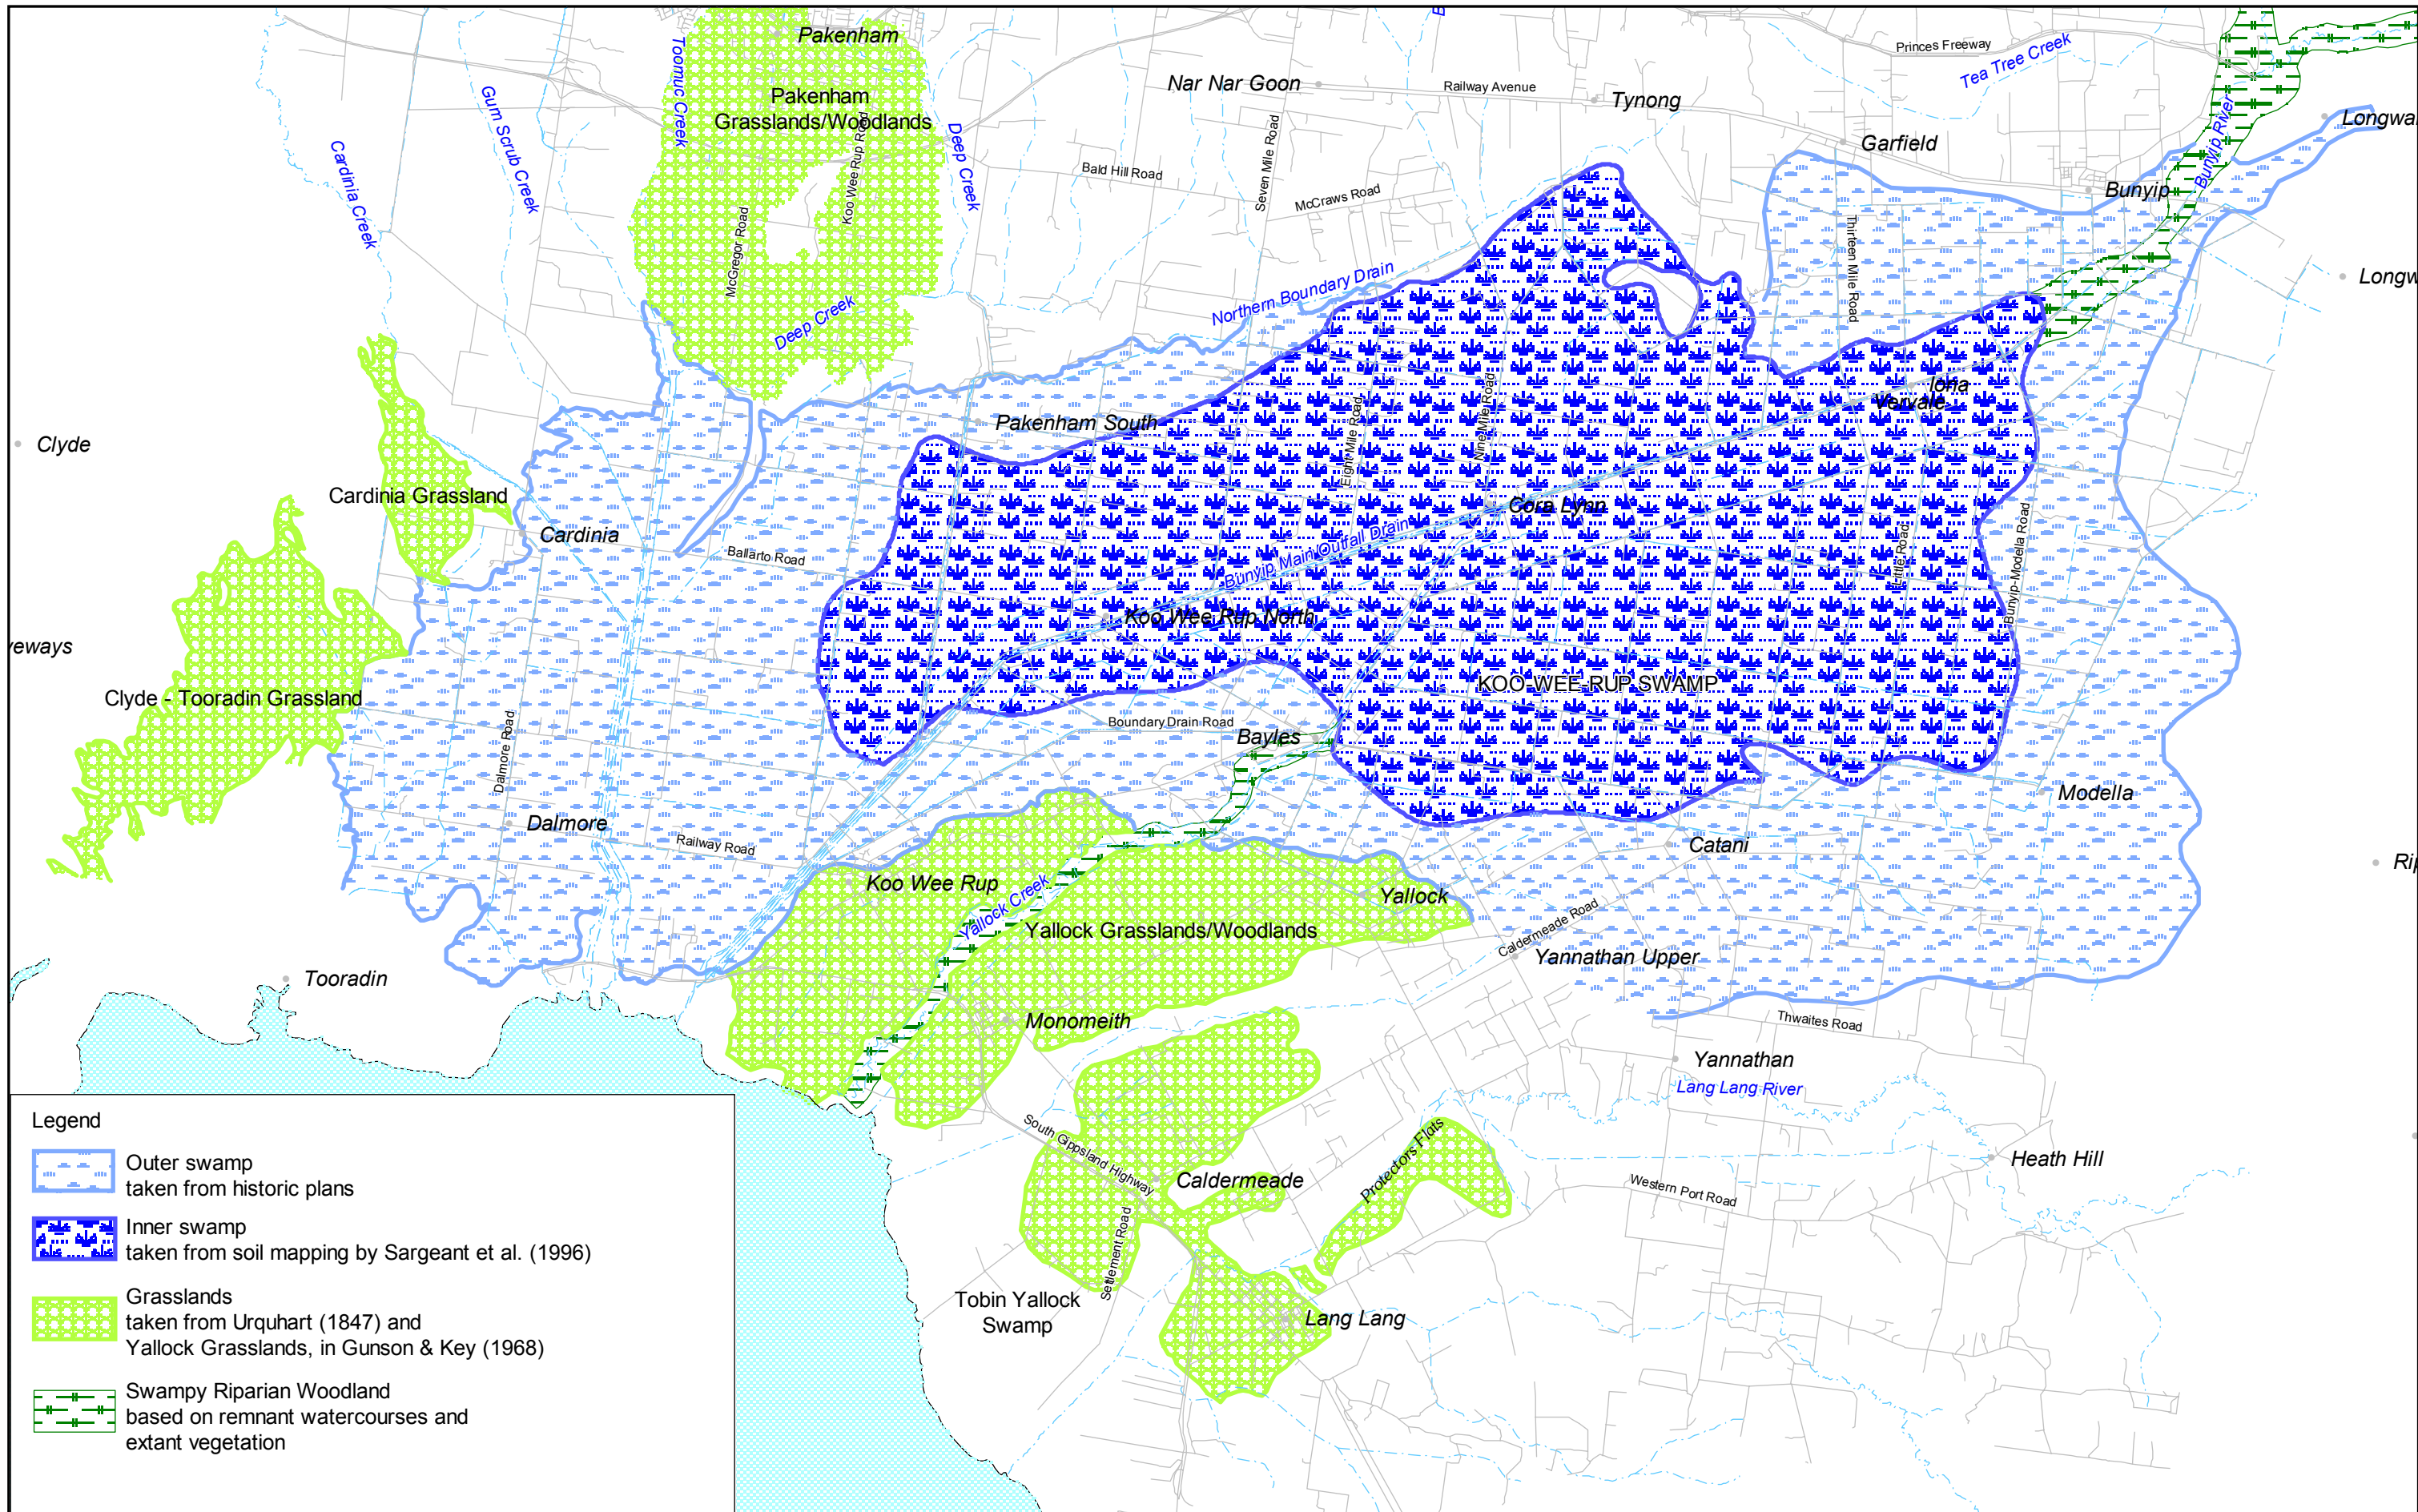 Pakenham
Princes Freeway
Tea Tree Creek
Toomuc Creek
Nar Nar Goon
Railway Avenue
Tynong
Pakenham
Grasslands/Woodlands
Gum Scrub Creek
Koo Wee Rup Road
Deep Creek
Seven Mile Road
Garfield
Bunyip River
Cardinia Creek
Bald Hill Road
McCraws Road
Bunyip
McGregor Road
Thirteen Mile Road
Northern Boundary Drain
Deep Creek
Iona
Vervale
Clyde
Pakenham South
Eight Mile Road
Nine Mile Road
Cardinia Grassland
Cora Lynn
Cardinia
Ballarto Road
Bunyip Main Outfall Drain
Little Road
Bunyip-Modella Road
Koo Wee Rup North
Clyde - Tooradin Grassland
KOO-WEE-RUP SWAMP
Dalmore Road
Boundary Drain Road
Bayles
Modella
Dalmore
Railway Road
Catani
Koo Wee Rup
Yallock
Yallock Creek
Yallock Grasslands/Woodlands
Caldermeade Road
Yannathan Upper
Tooradin
Monomeith
Thwaites Road
Yannathan
Lang Lang River
South Gippsland Highway
Protectors Flats
Heath Hill
Caldermeade
Western Port Road
Settlement Road
Tobin Yallock
Swamp
Lang Lang
Legend
Outer swamp
taken from historic plans
Inner swamp
taken from soil mapping by Sargeant et al. (1996)
Grasslands
taken from Urquhart (1847) and
Yallock Grasslands, in Gunson & Key (1968)
Swampy Riparian Woodland
based on remnant watercourses and
extant vegetation